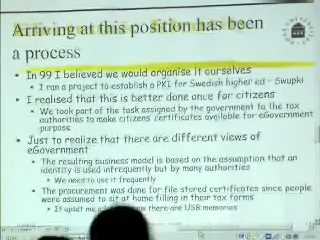 Arriving at this position has been
a process
• In 99 I believed we would organise it ourselves
• I ran a project to establish a PKI for Swedish higher ed - Swupki
• I realised that this is better done once for citizens
• We took part of the task assigned by the government to the tax
authorities to make citizens' certificates available for eGovernment
purpose
• Just to realize that there are different views of
eGovernment
• The resulting business model is based on the assumption that an
identity is used infrequently but by many authorities
• We need to use it frequently
• The procurement was done for file stored certificates since people
were assumed to sit at home filling in their tax forms
• It upset me there are USB memories